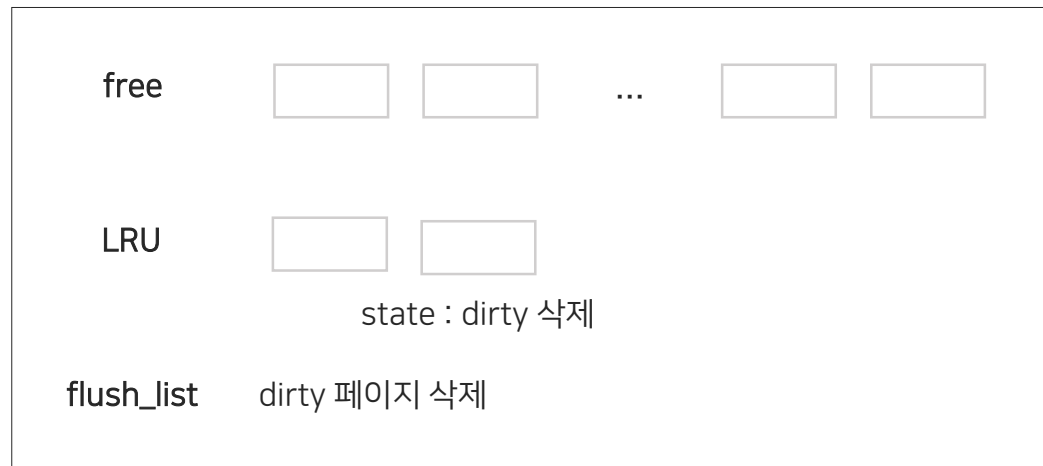 free
...
LRU
state : dirty 삭제
flush_list dirty 페이지 삭제